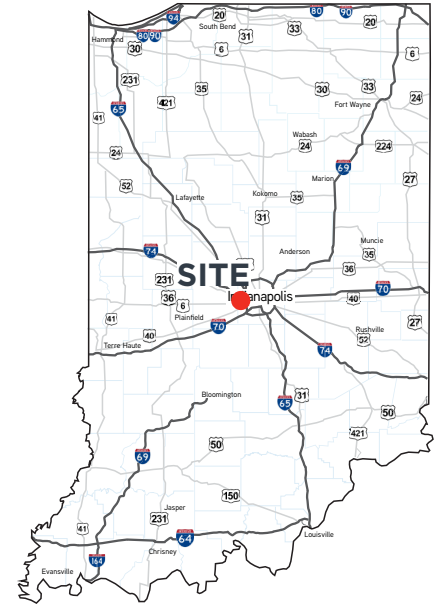 94
20
South Bend
31
33
80
90
20
Hammond
80 90
30
6
6
231
35
30
33
421
65
Fort Wayne
24
41
Wabash
24
224
24
69
Marion
27
52
Lafayette
Kokomo
35
31
Muncie
74
Anderson
35
SITE
36
231
36
6
Indianapolis
70
40
41
Plainfield
70
27
40
Rushville
52
Terre Haute
74
Bloomington
65
31
50
421
50
69
150
Jasper
231
41
64
Louisville
Chrisney
164
Evansville